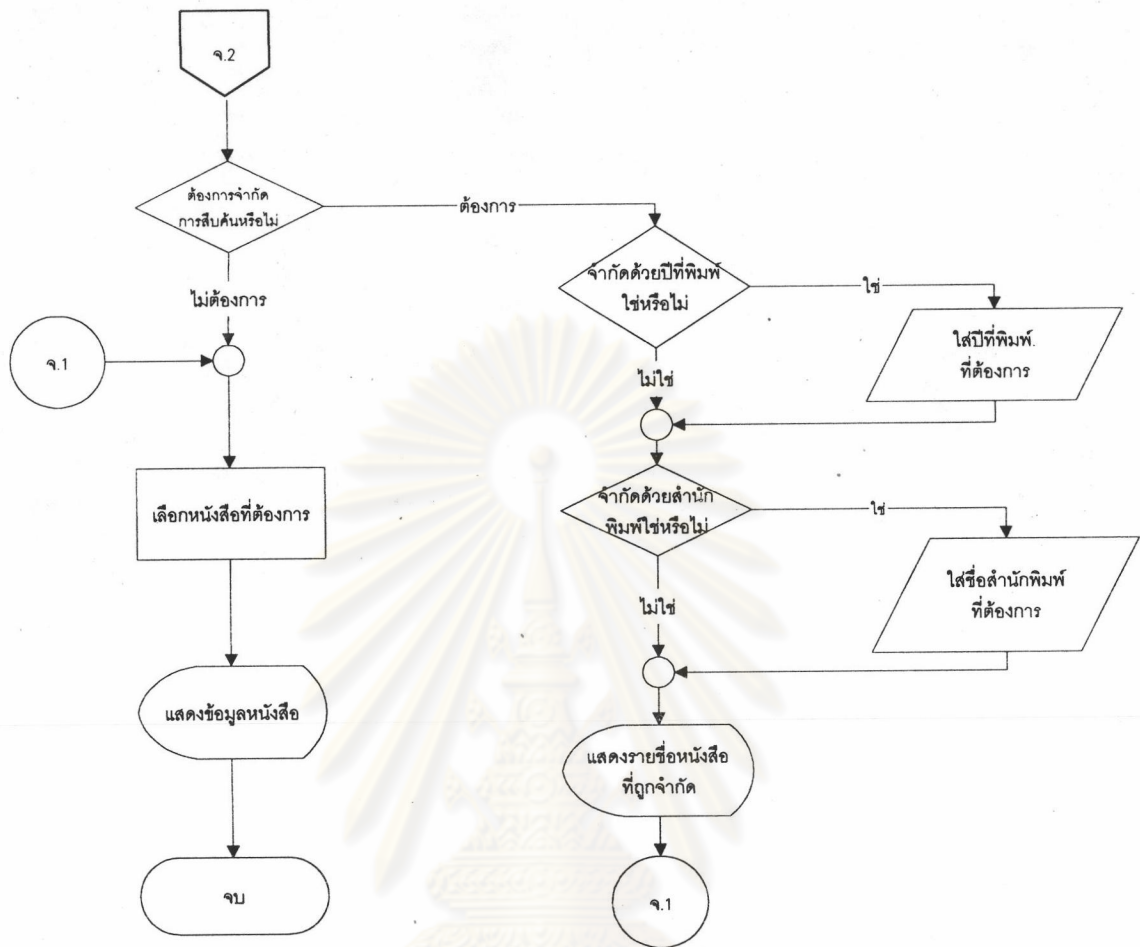 จ.2
ต้องการจำกัด
การสืบค้นหรือไม่
ต้องการ
ไม่ต้องการ
จำกัดด้วยปีที่พิมพ์
ใช่หรือไม่
ใช่
ใส่ปีที่พิมพ์
ที่ต้องการ
จ.1
ไม่ใช่
เลือกหนังสือที่ต้องการ
จำกัดด้วยสำนัก
พิมพ์ใช่หรือไม่
ใช่
ใส่ชื่อสำนักพิมพ์
ที่ต้องการ
ไม่ใช่
แสดงข้อมูลหนังสือ
แสดงรายชื่อหนังสือ
ที่ถูกจำกัด
จบ
จ.1